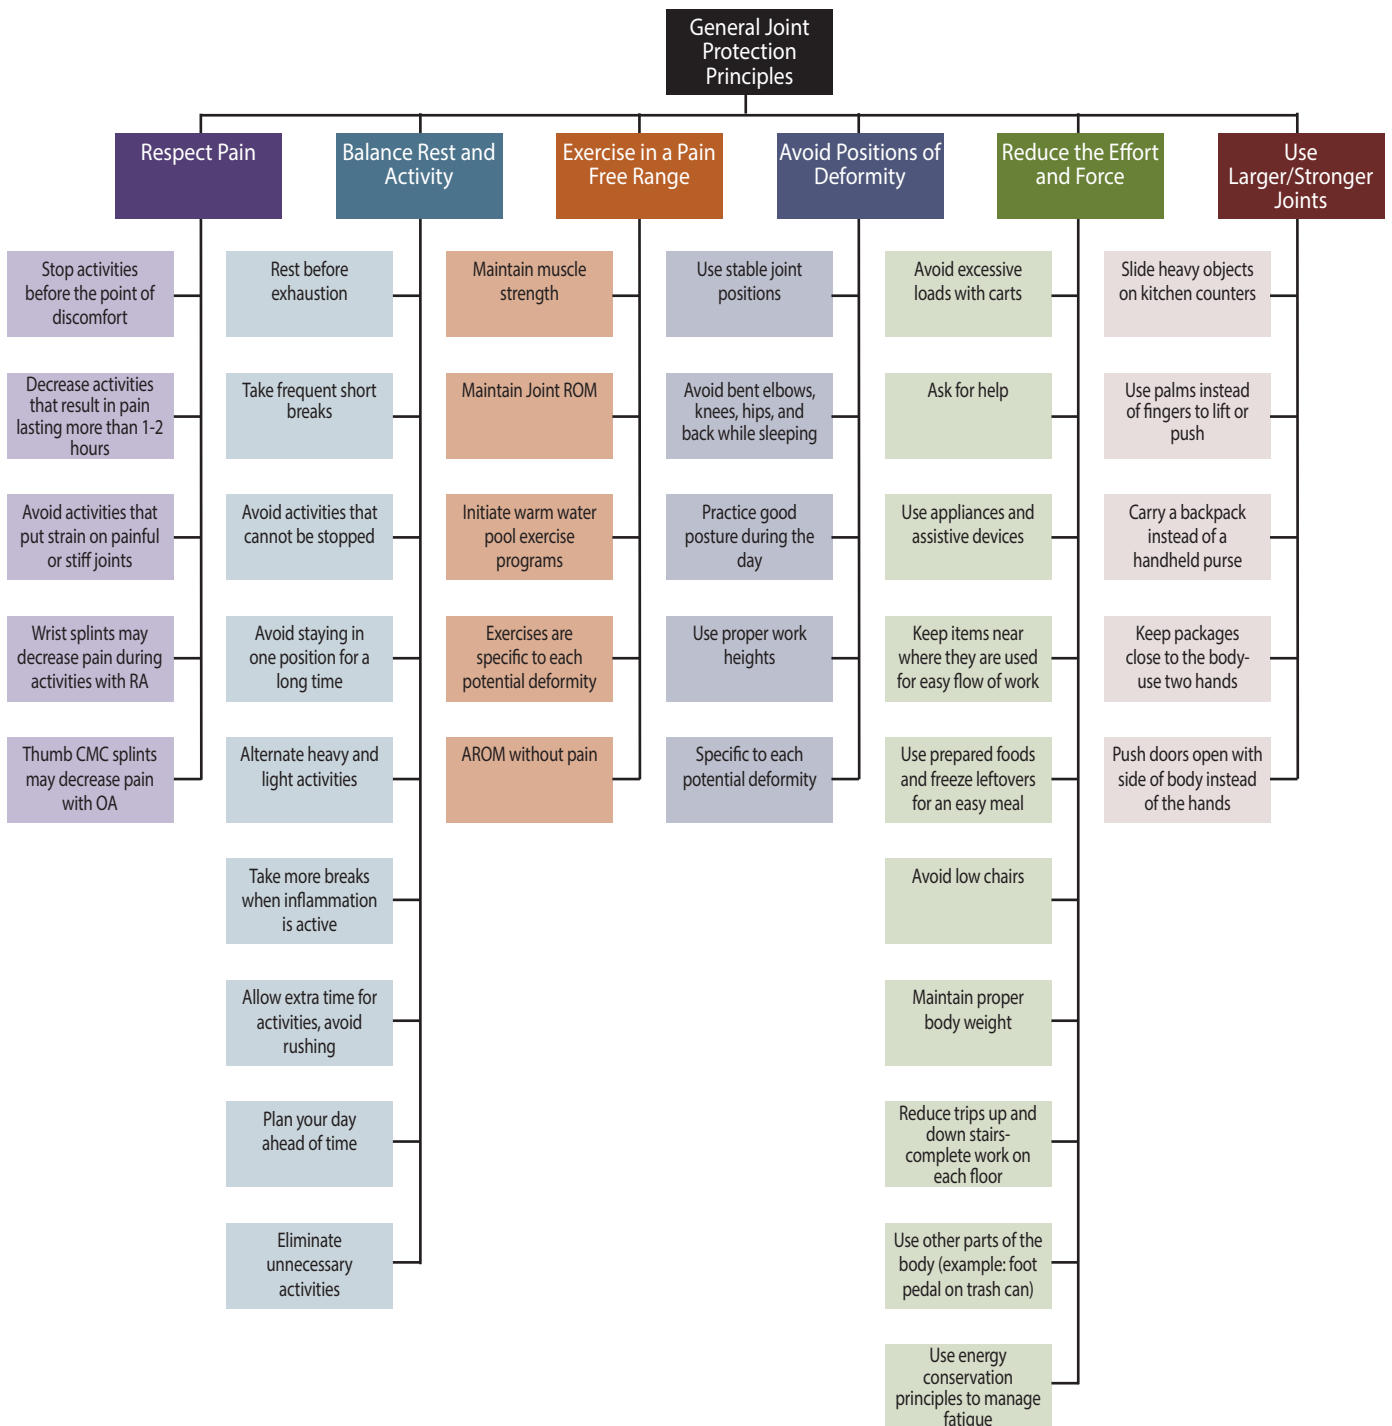 General Joint
Protection
Principles
Respect Pain
Balance Rest and
Activity
Exercise in a Pain
Free Range
Avoid Positions of
Deformity
Reduce the Effort
and Force
Use
Larger/Stronger
Joints
Stop activities
before the point of
discomfort
Decrease activities
that result in pain
lasting more than 1-2
hours
Avoid activities that
put strain on painful
or stiff joints
Wrist splints may
decrease pain during
activities with RA
Thumb CMC splints
may decrease pain
with OA
Rest before
exhaustion
Take frequent short
breaks
Avoid activities that
cannot be stopped
Avoid staying in
one position for a
long time
Alternate heavy and
light activities
Take more breaks
when inflammation
is active
Allow extra time for
activities, avoid
rushing
Plan your day
ahead of time
Eliminate
unnecessary
activities
Maintain muscle
strength
Maintain Joint ROM
Initiate warm water
pool exercise
programs
Exercises are
specific to each
potential deformity
AROM without pain
Use stable joint
positions
Avoid bent elbows,
knees, hips, and
back while sleeping
Practice good
posture during the
day
Use proper work
heights
Specific to each
potential deformity
Avoid excessive
loads with carts
Ask for help
Use appliances and
assistive devices
Keep items near
where they are used
for easy flow of work
Use prepared foods
and freeze leftovers
for an easy meal
Avoid low chairs
Maintain proper
body weight
Reduce trips up and
down stairs-
complete work on
each floor
Use other parts of the
body (example: foot
pedal on trash can)
Use energy
conservation
principles to manage
fatigue
Slide heavy objects
on kitchen counters
Use palms instead
of fingers to lift or
push
Carry a backpack
instead of a
handheld purse
Keep packages
close to the body-
use two hands
Push doors open with
side of body instead
of the hands